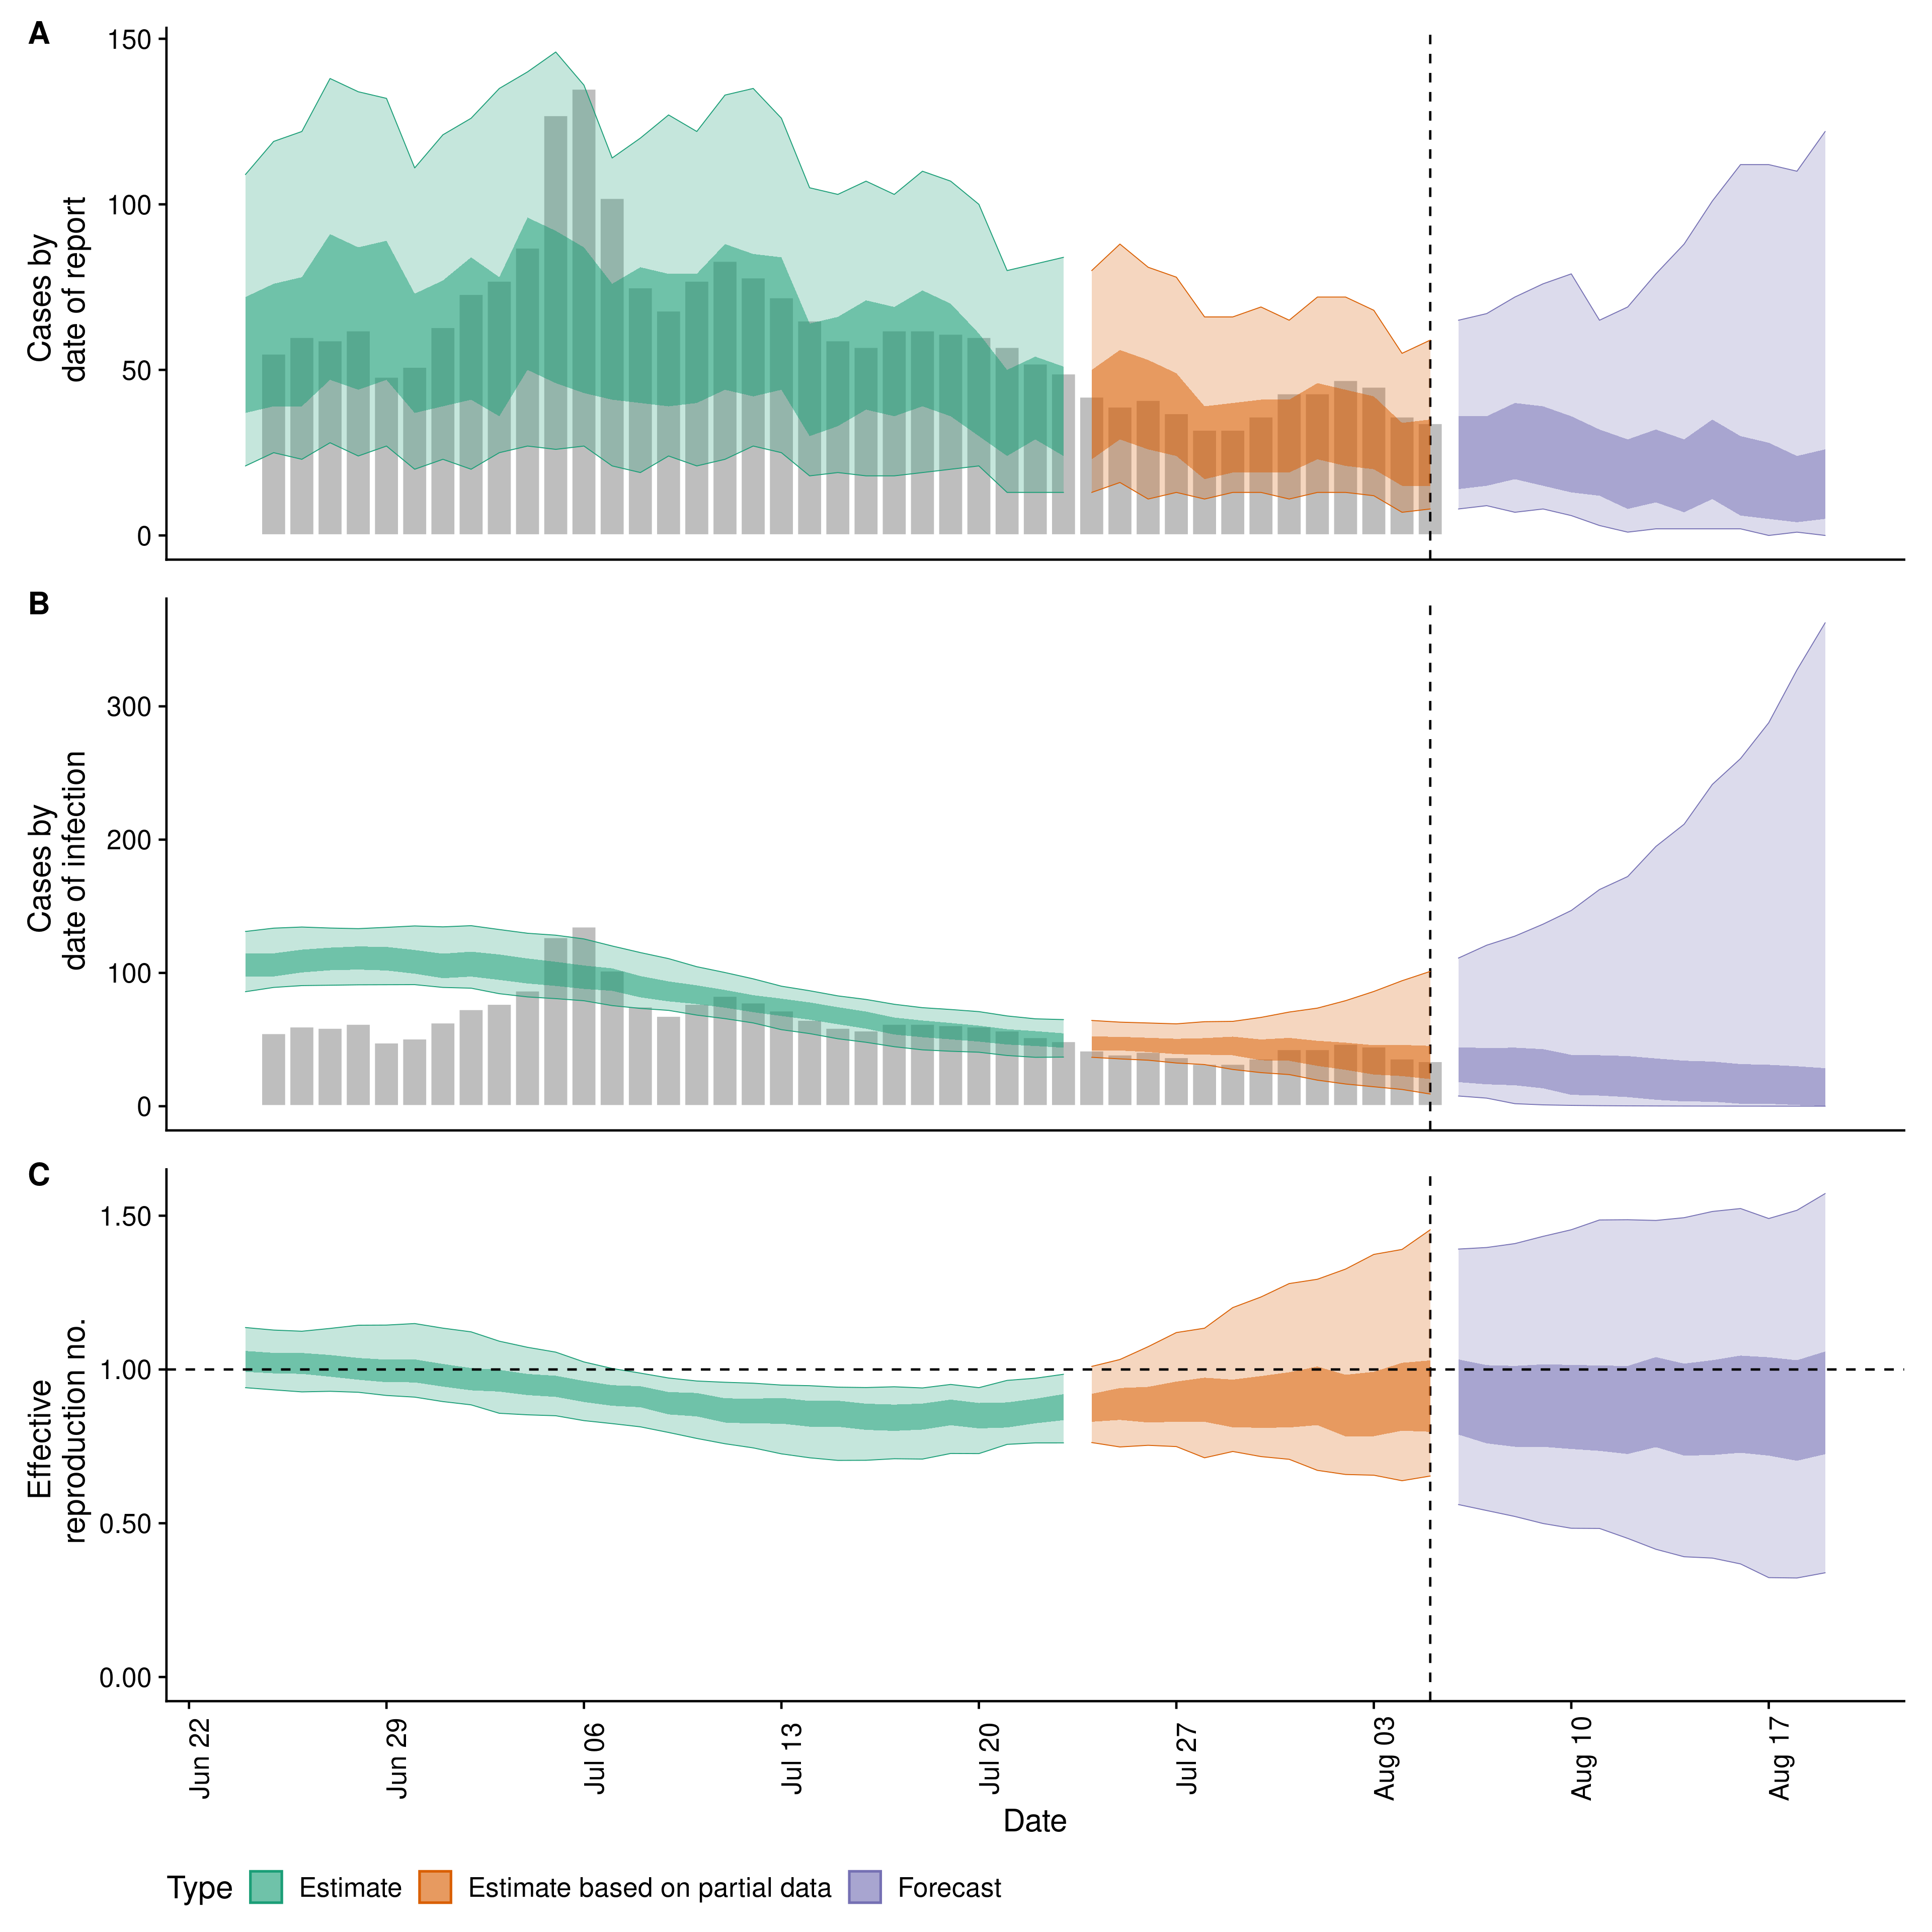 A
150
100
50
0
Cases by
date of report
B
300
200
100
0
Cases by
date of infection
C
1.50
1.00
0.50
0.00
Effective
reproduction no.
Jun 22
Jun 29
Jul 06
Jul 13
Jul 20
Jul 27
Aug 03
Aug 10
Aug 17
Date
Type Estimate Estimate based on partial data Forecast